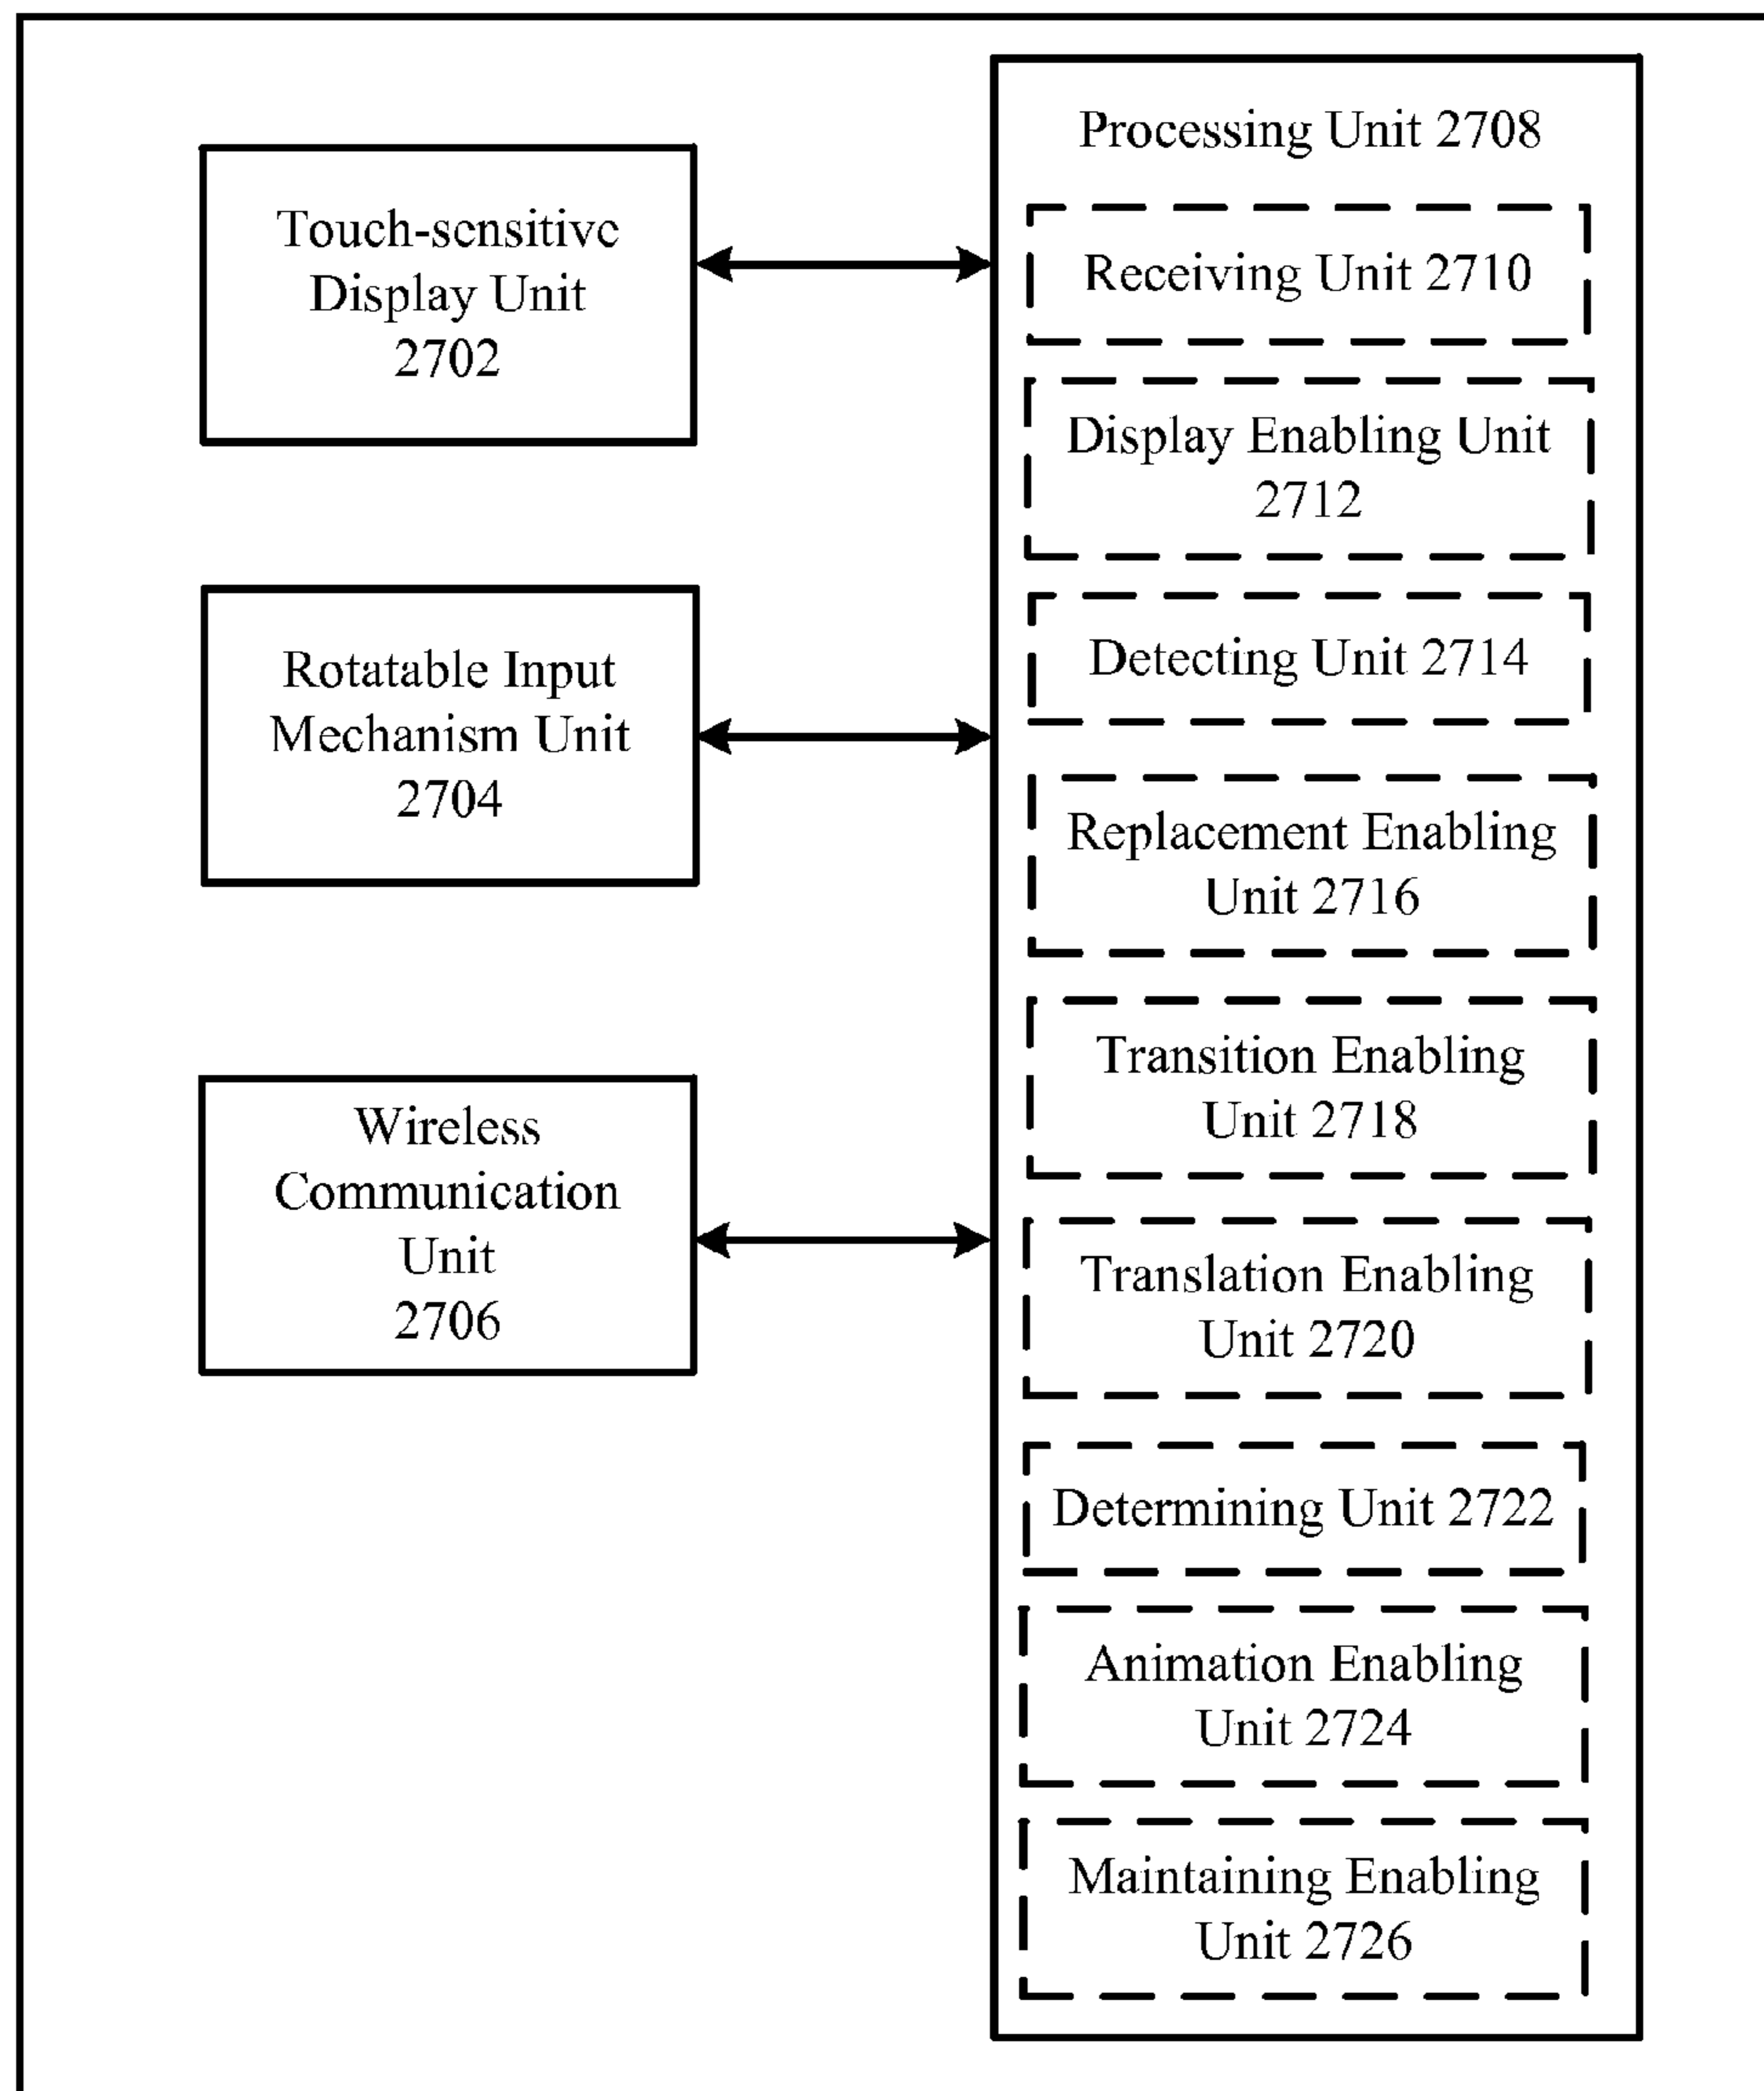 Touch-sensitive
Display Unit
2702
Rotatable Input
Mechanism Unit
2704
Wireless
Communication
Unit
2706
Processing Unit 2708
Receiving Unit 2710
Display Enabling Unit
2712
Detecting Unit 2714
Replacement Enabling
Unit 2716
Transition Enabling
Unit 2718
Translation Enabling
Unit 2720
Determining Unit 2722
Animation Enabling
Unit 2724
Maintaining Enabling
Unit 2726